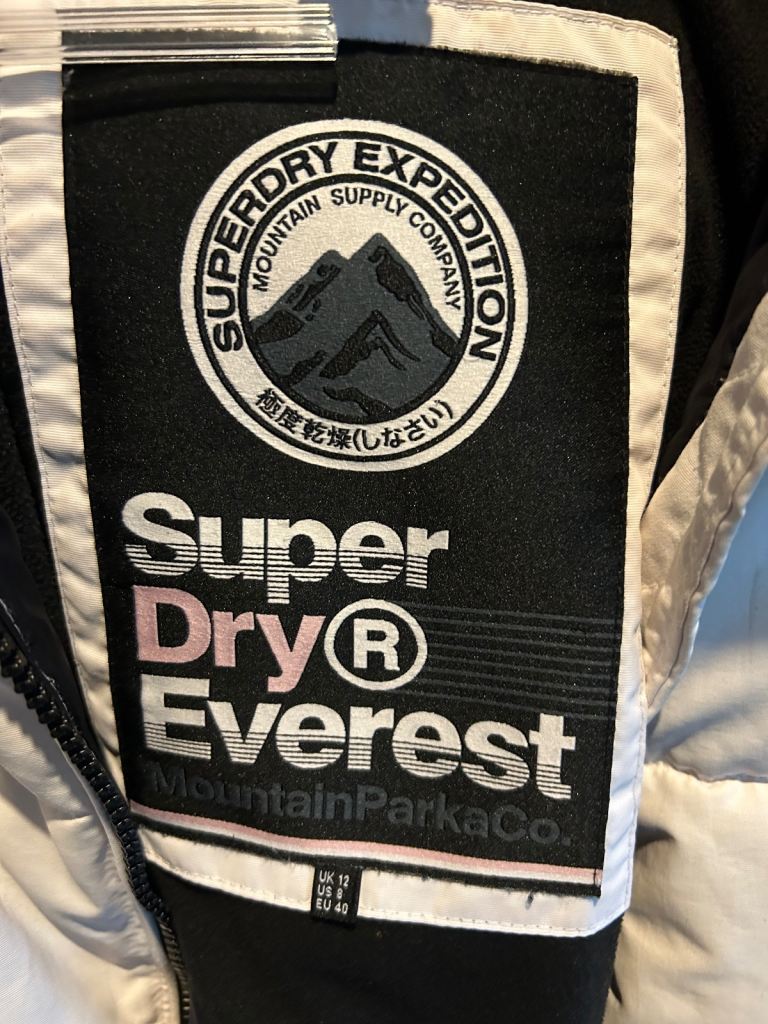 SUPERDRY EXPEDITION
MOUNTAIN SUPPLY COMPANY
極度乾燥(しなさい)
Super
Dry®
Everest
MountainParkaCo.
UK 12
US 8
EU 40